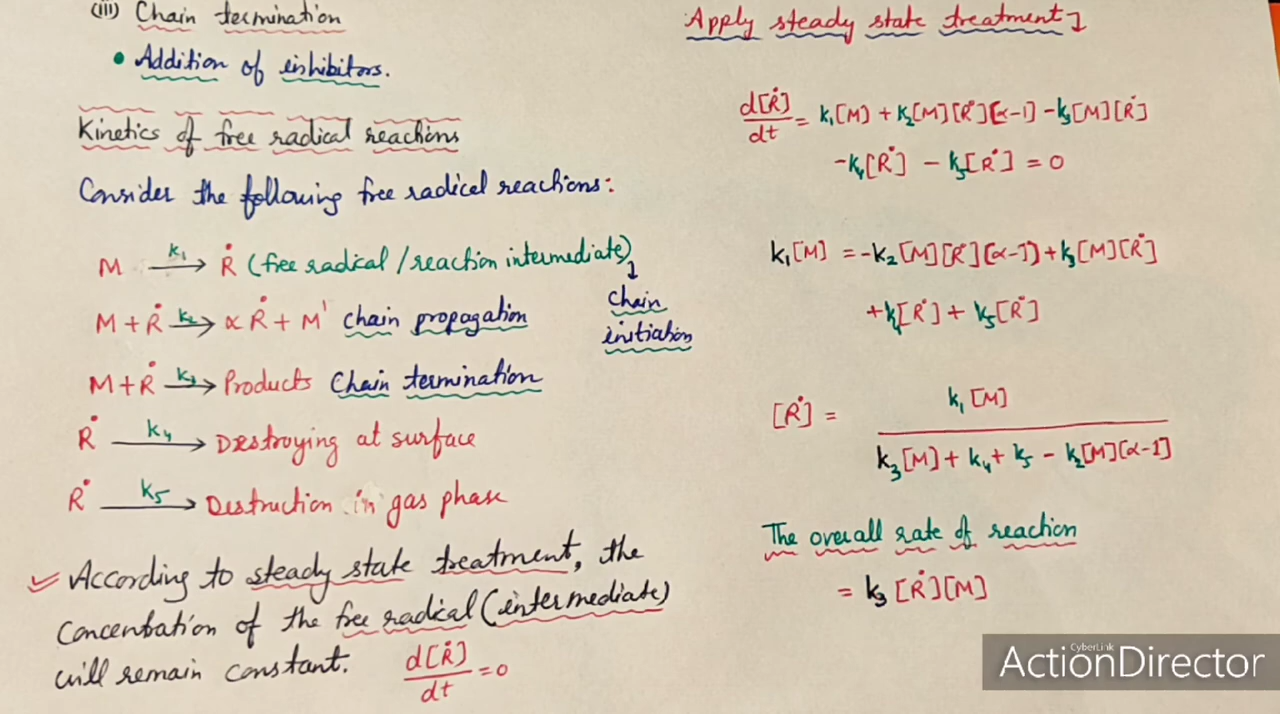 (iii) Chain termination
• Addition of inhibitors.
Kinetics of free radical reactions
Consider the following free radical reactions:
M —k₁→ Ṙ (free radical / reaction intermediate)
↓
Chain
initiation
M + Ṙ —k₂→ ∝ Ṙ + M' Chain propagation
M + Ṙ —k₃→ Products Chain termination
R• —k₄→ Destroying at surface
R• —k₅→ Destruction in gas phase
✓ According to steady state treatment, the
Concentration of the free radical (intermediate)
will remain constant. d[Ṙ]/dt = 0
Apply steady state treatment]
d[Ṙ]/dt = k₁[M] + k₂[M][R•][∝-1] - k₃[M][R•]
-k₄[R•] - k₅[R•] = 0
k₁[M] = -k₂[M][R•][∝-1)+ k₃[M][R•]
+k₄[R•] + k₅[R•]
[R•] = k₁[M] / k₃[M] + k₄ + k₅ - k₂[M][∝-1]
The overall rate of reaction
= k₃ [Ṙ][M]
CyberLink
ActionDirector